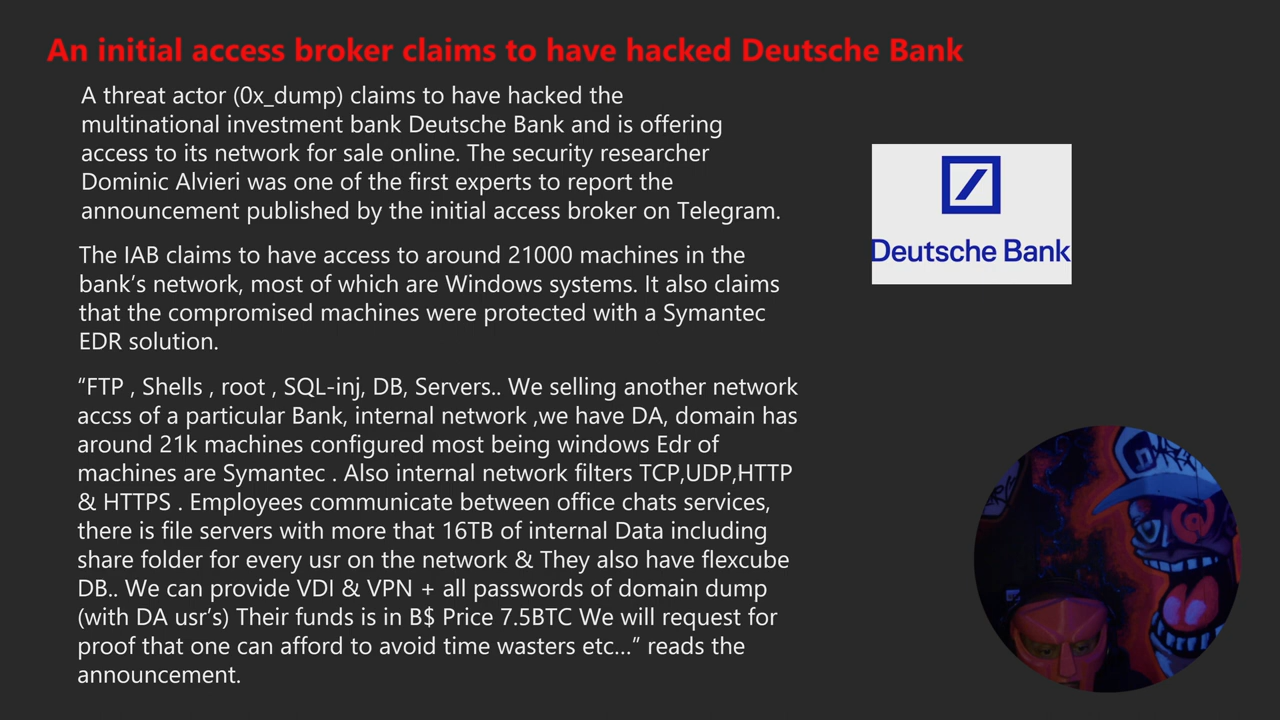 An initial access broker claims to have hacked Deutsche Bank
A threat actor (0x_dump) claims to have hacked the
multinational investment bank Deutsche Bank and is offering
access to its network for sale online. The security researcher
Dominic Alvieri was one of the first experts to report the
announcement published by the initial access broker on Telegram.
The IAB claims to have access to around 21000 machines in the
bank’s network, most of which are Windows systems. It also claims
that the compromised machines were protected with a Symantec
EDR solution.
“FTP , Shells , root , SQL-inj, DB, Servers.. We selling another network
accss of a particular Bank, internal network ,we have DA, domain has
around 21k machines configured most being windows Edr of
machines are Symantec . Also internal network filters TCP,UDP,HTTP
& HTTPS . Employees communicate between office chats services,
there is file servers with more that 16TB of internal Data including
share folder for every usr on the network & They also have flexcube
DB.. We can provide VDI & VPN + all passwords of domain dump
(with DA usr’s) Their funds is in B$ Price 7.5BTC We will request for
proof that one can afford to avoid time wasters etc…” reads the
announcement.
Deutsche Bank